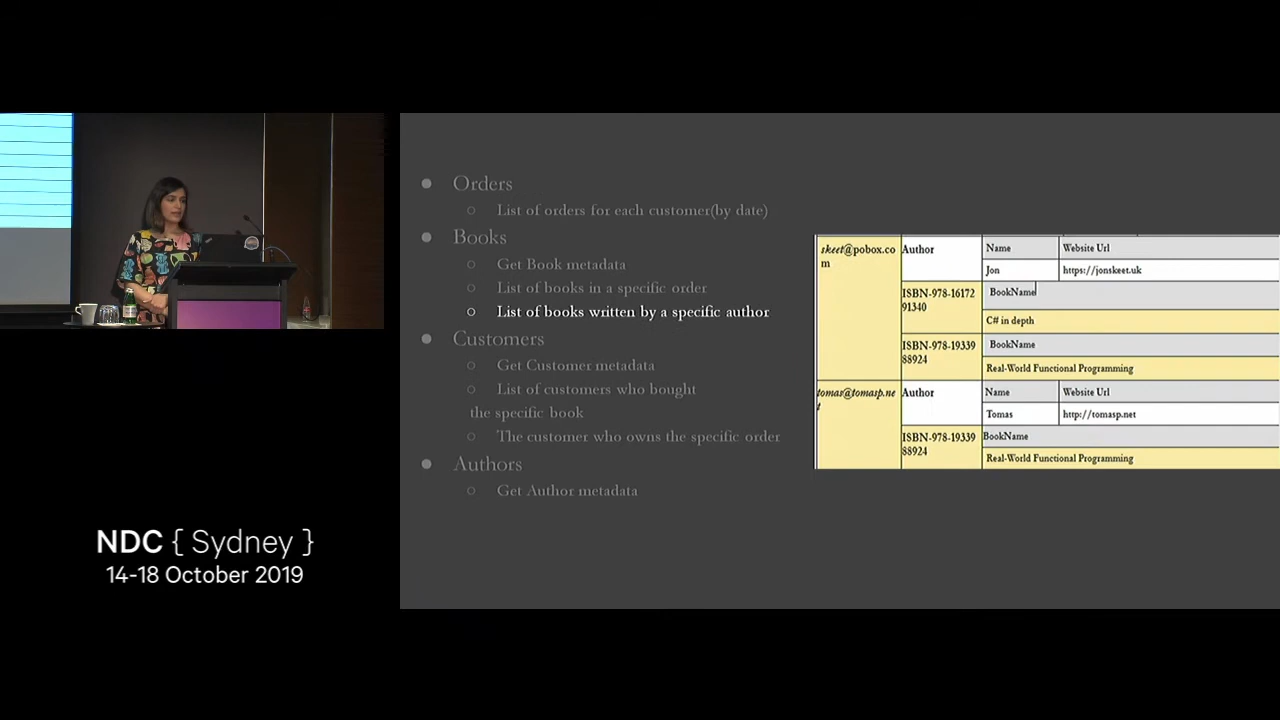 ● Orders
○ List of orders for each customer(by date)
● Books
○ Get Book metadata
○ List of books in a specific order
○ List of books written by a specific author
● Customers
○ Get Customer metadata
○ List of customers who bought
the specific book
○ The customer who owns the specific order
● Authors
○ Get Author metadata
skeet@pobox.co
m
Author
Name
Website Url
Jon
https://jonskeet.uk
ISBN-978-16172
91340
BookName
C# in depth
ISBN-978-19339
88924
BookName
Real-World Functional Programming
tomas@tomasp.ne
t
Author
Name
Website Url
Tomas
http://tomasp.net
ISBN-978-19339
88924
BookName
Real-World Functional Programming
NDC { Sydney }
14-18 October 2019